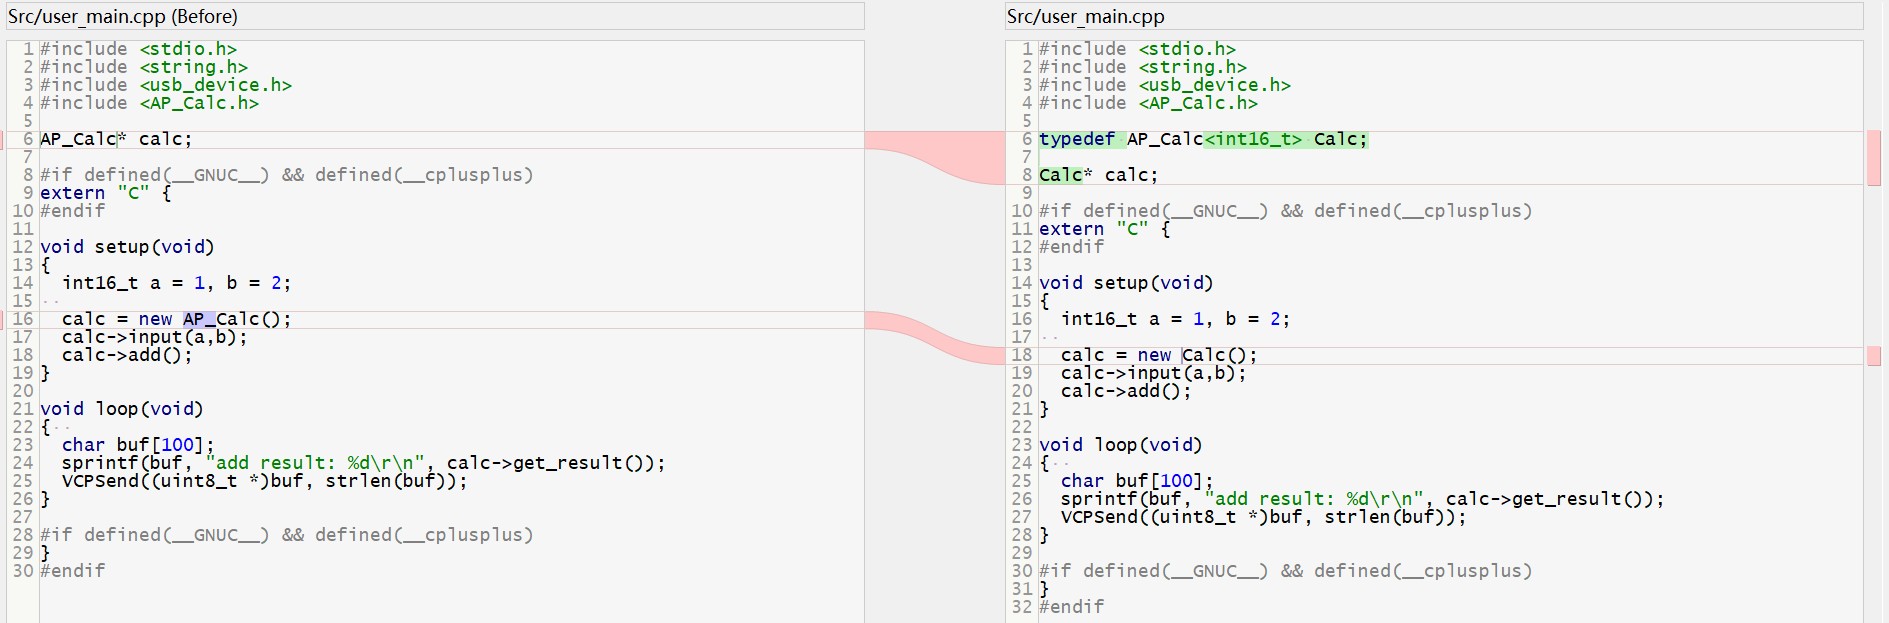 Src/user_main.cpp (Before)
1 #include <stdio.h>
2 #include <string.h>
3 #include <usb_device.h>
4 #include <AP_Calc.h>
5
6 AP_Calc* calc;
7
8 #if defined(__GNUC__) && defined(__cplusplus)
9 extern "C" {
10 #endif
11
12 void setup(void)
13 {
14   int16_t a = 1, b = 2;
15
16   calc = new AP_Calc();
17   calc->input(a,b);
18   calc->add();
19 }
20
21 void loop(void)
22 {
23   char buf[100];
24   sprintf(buf, "add result: %d\r\n", calc->get_result());
25   VCPSend((uint8_t *)buf, strlen(buf));
26 }
27
28 #if defined(__GNUC__) && defined(__cplusplus)
29 }
30 #endif
Src/user_main.cpp
1 #include <stdio.h>
2 #include <string.h>
3 #include <usb_device.h>
4 #include <AP_Calc.h>
5
6 typedef AP_Calc<int16_t> Calc;
7
8 Calc* calc;
9
10 #if defined(__GNUC__) && defined(__cplusplus)
11 extern "C" {
12 #endif
13
14 void setup(void)
15 {
16   int16_t a = 1, b = 2;
17
18   calc = new Calc();
19   calc->input(a,b);
20   calc->add();
21 }
22
23 void loop(void)
24 {
25   char buf[100];
26   sprintf(buf, "add result: %d\r\n", calc->get_result());
27   VCPSend((uint8_t *)buf, strlen(buf));
28 }
29
30 #if defined(__GNUC__) && defined(__cplusplus)
31 }
32 #endif